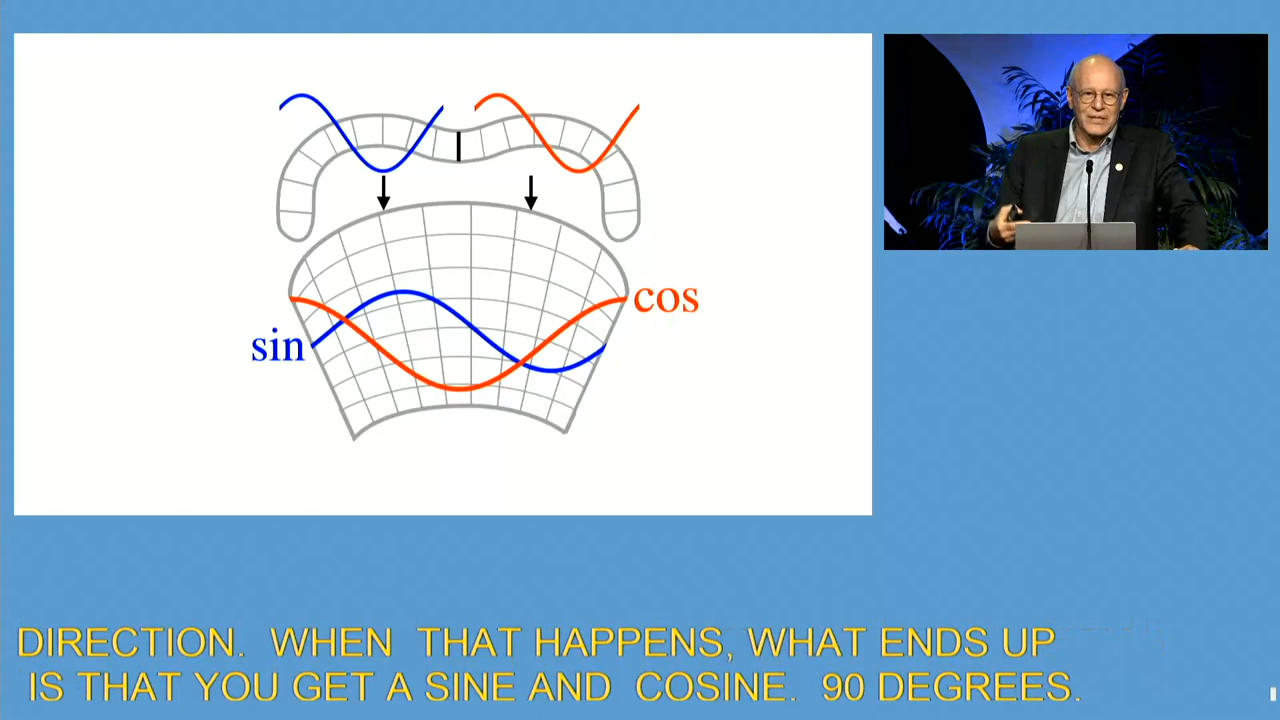 cos
sin
DIRECTION. WHEN THAT HAPPENS, WHAT ENDS UP
IS THAT YOU GET A SINE AND COSINE. 90 DEGREES.